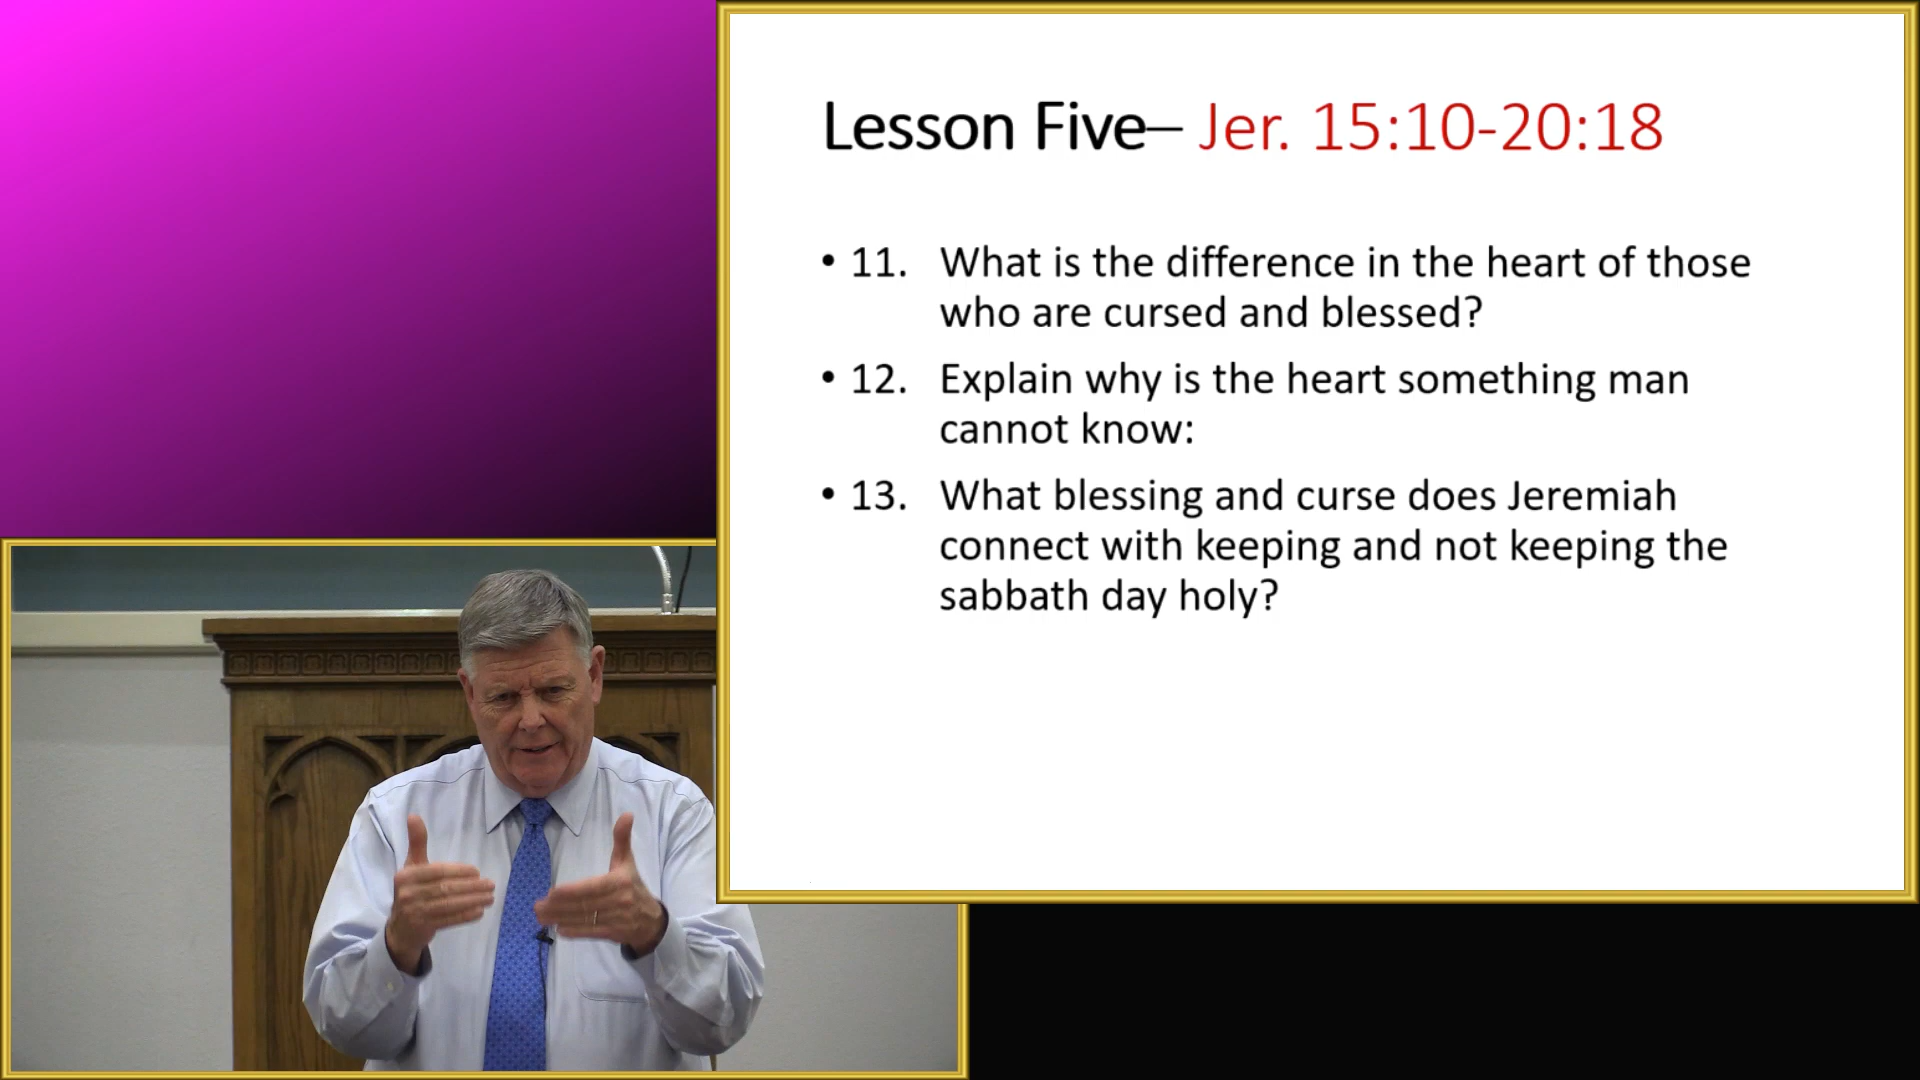 Lesson Five– Jer. 15:10-20:18
• 11. What is the difference in the heart of those
who are cursed and blessed?
• 12. Explain why is the heart something man
cannot know:
• 13. What blessing and curse does Jeremiah
connect with keeping and not keeping the
sabbath day holy?